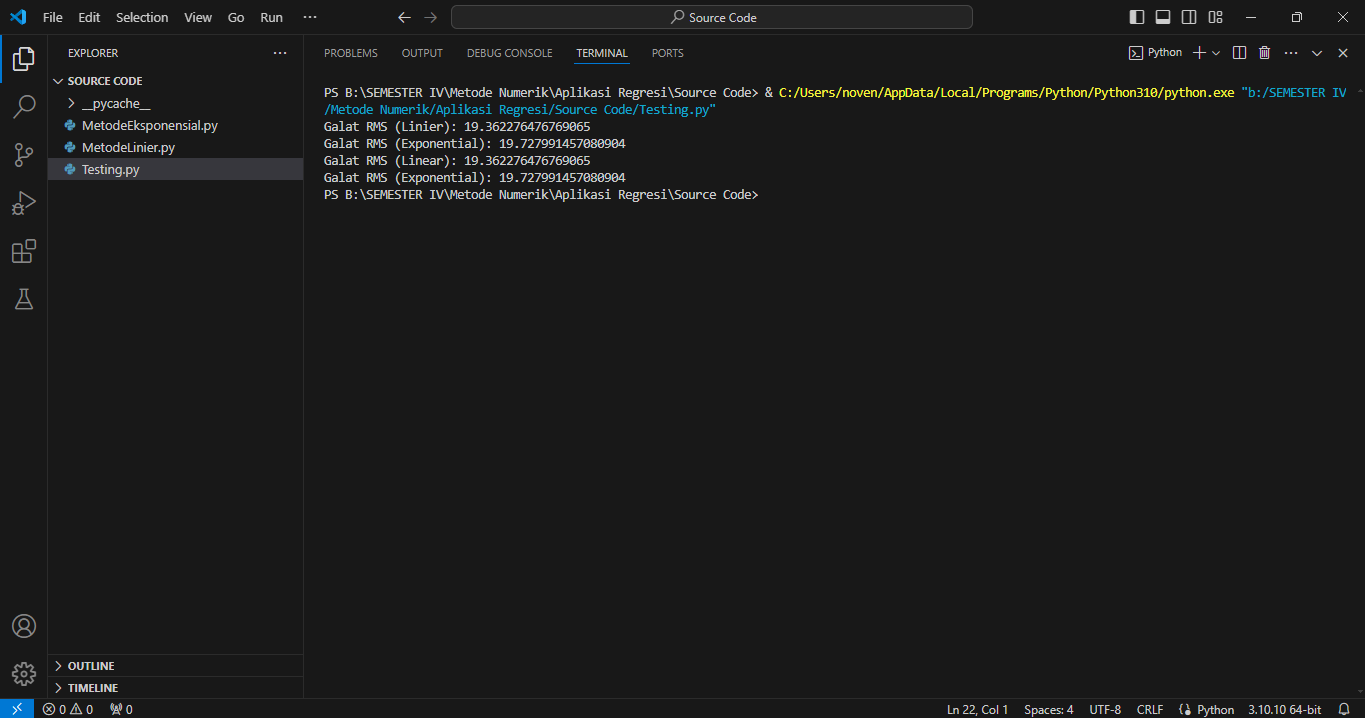 File Edit Selection View Go Run ··· Source Code
EXPLORER ···
SOURCE CODE
__pycache__
MetodeEksponensial.py
MetodeLinier.py
Testing.py
OUTLINE
TIMELINE
PROBLEMS OUTPUT DEBUG CONSOLE TERMINAL PORTS Python ···
PS B:\SEMESTER IV\Metode Numerik\Aplikasi Regresi\Source Code> & C:/Users/noven/AppData/Local/Programs/Python/Python310/python.exe "b:/SEMESTER IV
/Metode Numerik/Aplikasi Regresi/Source Code/Testing.py"
Galat RMS (Linier): 19.362276476769065
Galat RMS (Exponential): 19.727991457080904
Galat RMS (Linear): 19.362276476769065
Galat RMS (Exponential): 19.727991457080904
PS B:\SEMESTER IV\Metode Numerik\Aplikasi Regresi\Source Code>
0 0 0 Ln 22, Col 1 Spaces: 4 UTF-8 CRLF Python 3.10.10 64-bit